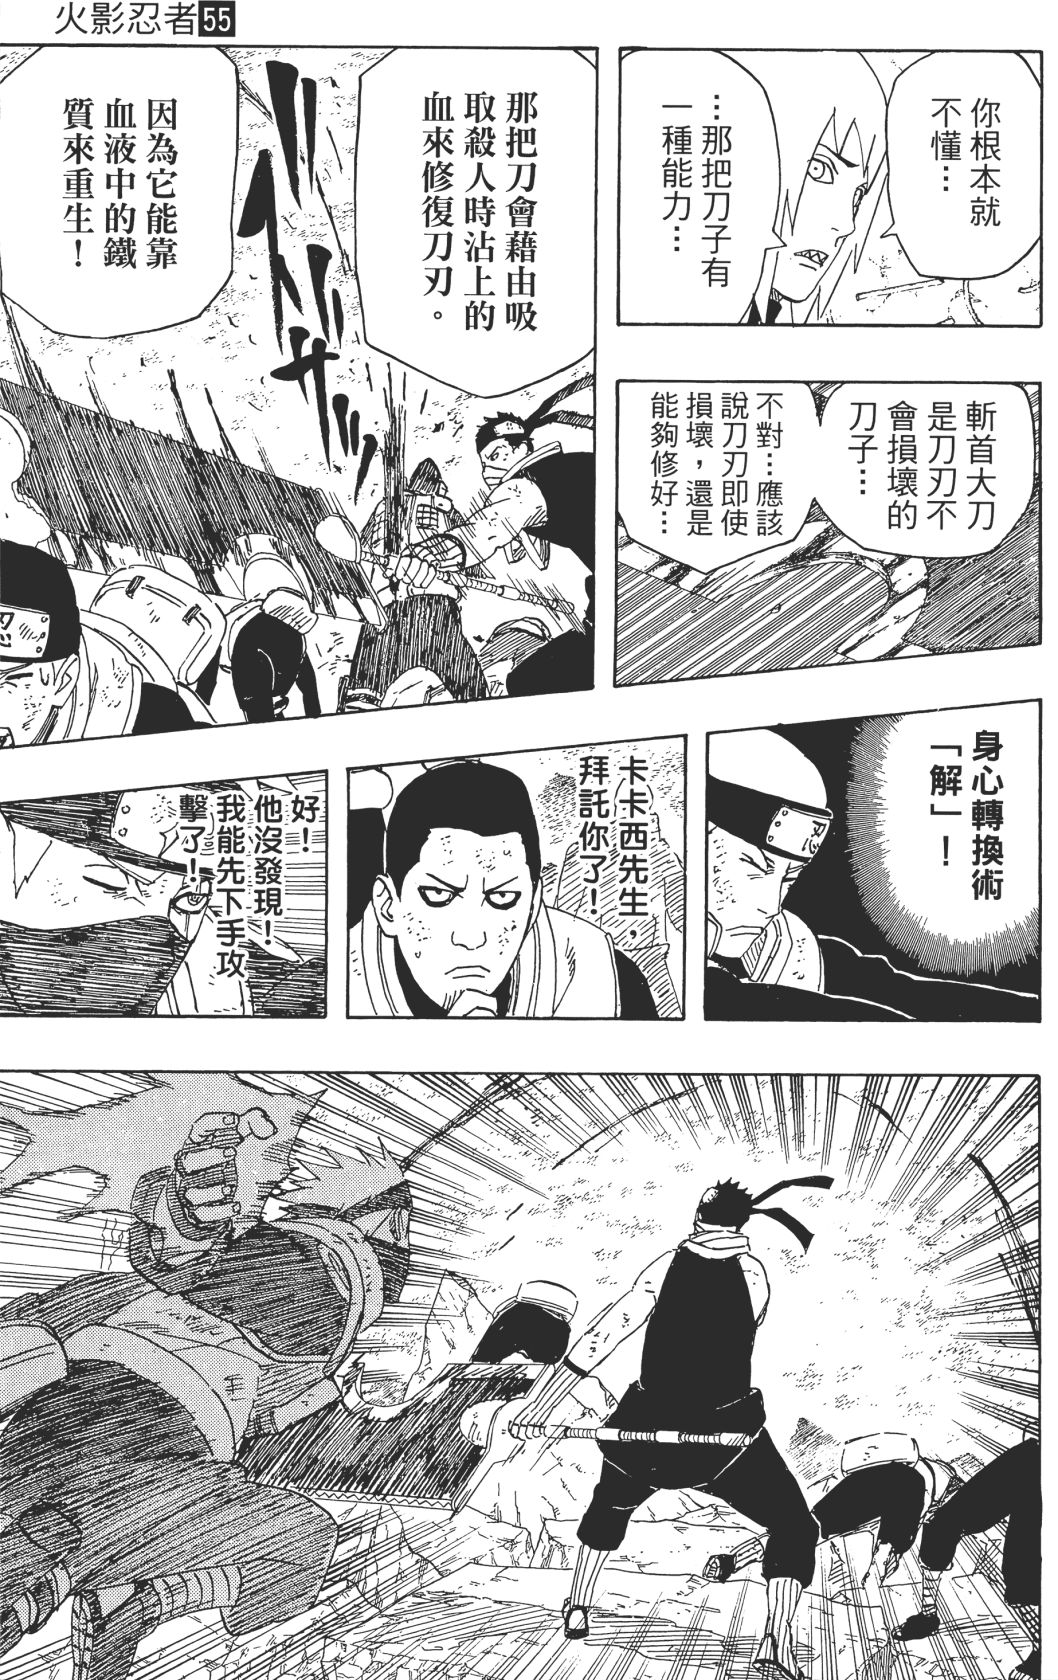 火影忍者55
你根本就
不懂…
…那把刀子有
一種能力…
斬首大刀
是刀刃不
會損壞的
刀子…
不對…應該
說刀刃即使
損壞，還是
能夠修好…
那把刀會藉由吸
取殺人時沾上的
血來修復刀刃。
因為它能靠
血液中的鐵
質來重生！
身心轉換術
「解」！
忍
卡卡西先生，
拜託你了！
好！
他沒發現！
我能先下手攻
擊了！